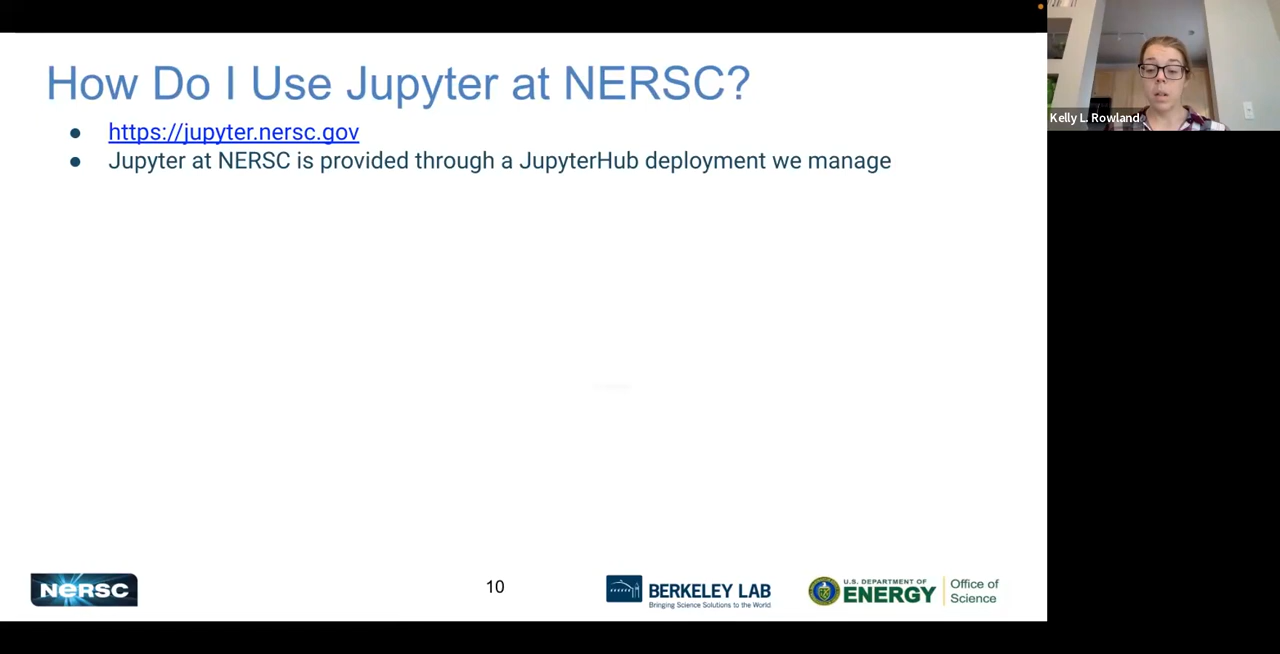 How Do I Use Jupyter at NERSC?
● https://jupyter.nersc.gov
● Jupyter at NERSC is provided through a JupyterHub deployment we manage
Kelly L. Rowland
NERSC
10
BERKELEY LAB
Bringing Science Solutions to the World
U.S. DEPARTMENT OF
ENERGY
Office of
Science